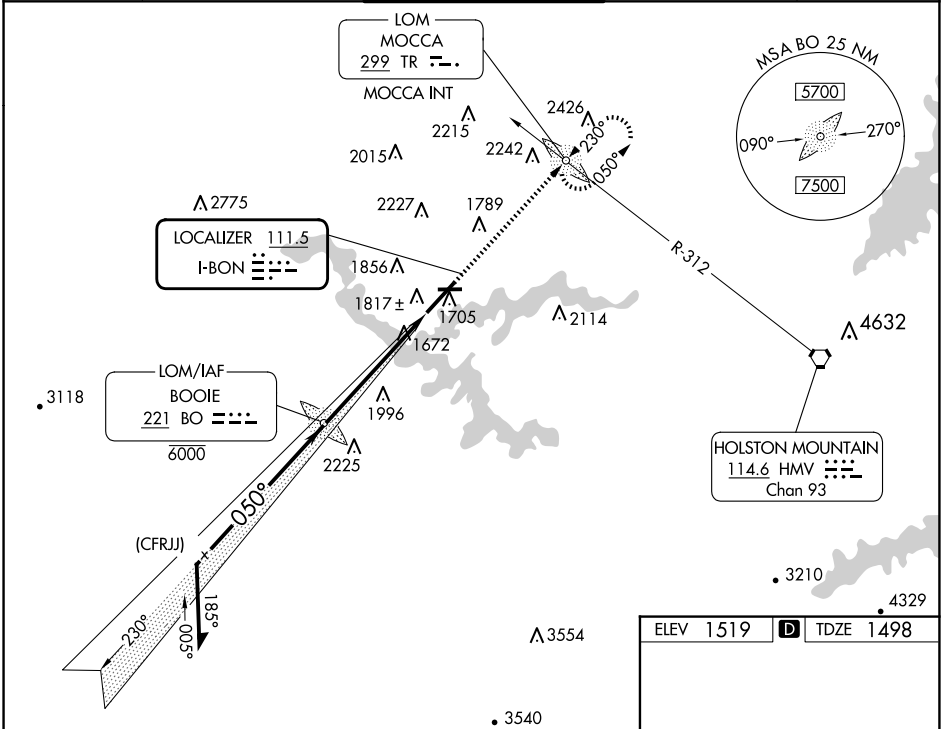 LOM
MOCCA
299 TR
MOCCA INT
MSA BO 25 NM
5700
090°
270°
7500
2426
2215
230°
2242
050°
2015
2775
2227
1789
LOCALIZER 111.5
I-BON
R-312
1856
1817 ±
1705
2114
4632
1672
LOM/IAF
BOOIE
221 BO
6000
3118
1996
2225
HOLSTON MOUNTAIN
114.6 HMV
Chan 93
050°
(CFRJJ)
3210
185°
005°
230°
4329
3554
ELEV 1519 D TDZE 1498
3540